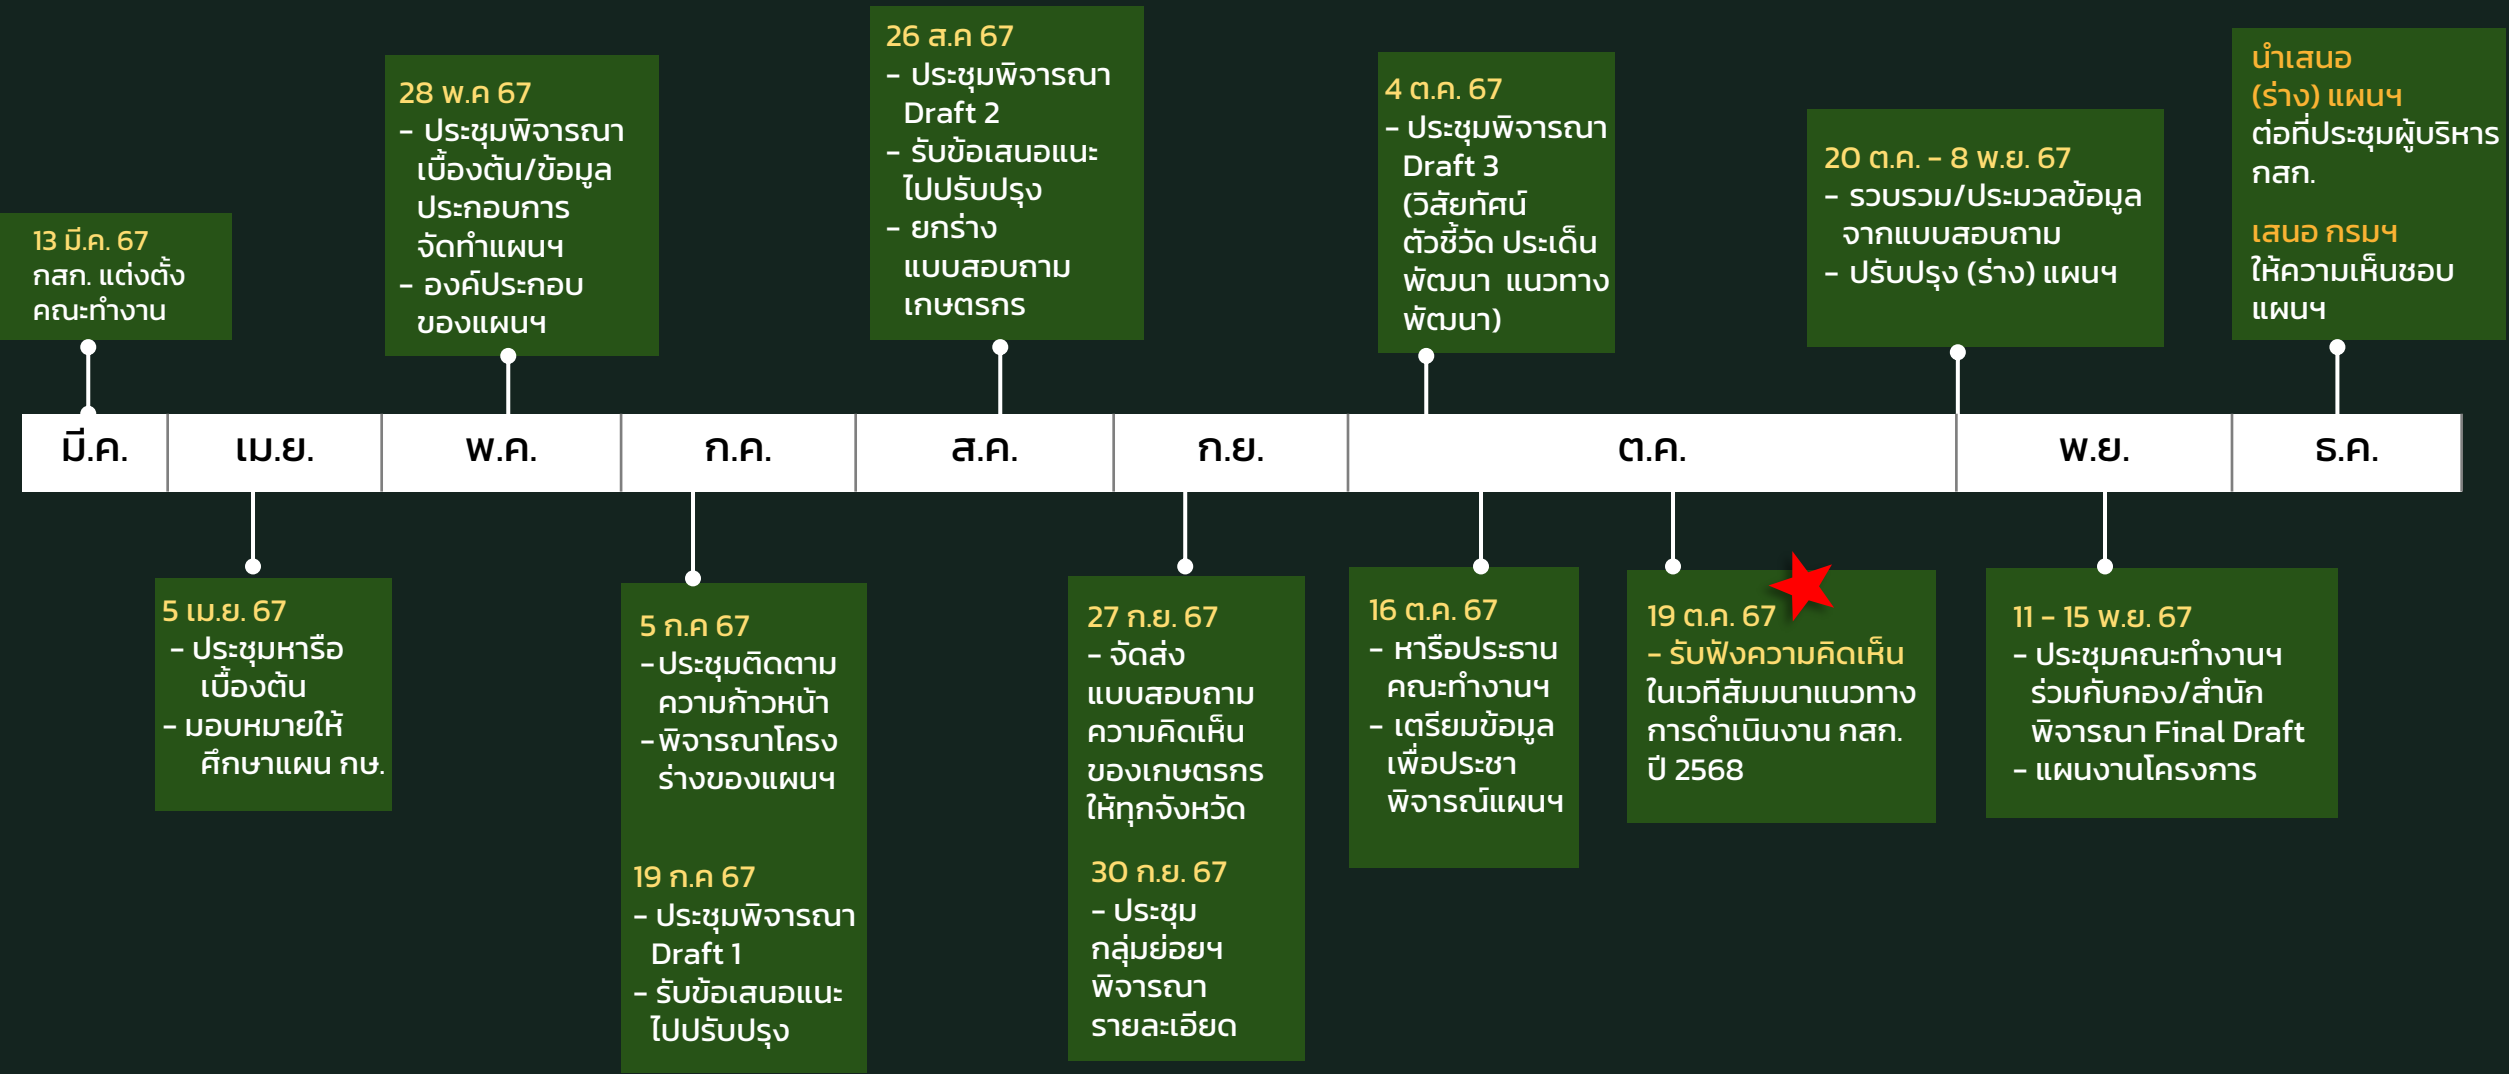 13 มี.ค. 67
กสก. แต่งตั้ง
คณะทำงาน
28 พ.ค 67
- ประชุมพิจารณา
เบื้องต้น/ข้อมูล
ประกอบการ
จัดทำแผนฯ
- องค์ประกอบ
ของแผนฯ
26 ส.ค 67
- ประชุมพิจารณา
Draft 2
- รับข้อเสนอแนะ
ไปปรับปรุง
- ยกร่าง
แบบสอบถาม
เกษตรกร
4 ต.ค. 67
- ประชุมพิจารณา
Draft 3
(วิสัยทัศน์
ตัวชี้วัด ประเด็น
พัฒนา แนวทาง
พัฒนา)
20 ต.ค. - 8 พ.ย. 67
- รวบรวม/ประมวลข้อมูล
จากแบบสอบถาม
- ปรับปรุง (ร่าง) แผนฯ
นำเสนอ
(ร่าง) แผนฯ
ต่อที่ประชุมผู้บริหาร
กสก.
เสนอ กรมฯ
ให้ความเห็นชอบ
แผนฯ
มี.ค.
เม.ย.
พ.ค.
ก.ค.
ส.ค.
ก.ย.
ต.ค.
พ.ย.
ธ.ค.
5 เม.ย. 67
- ประชุมหารือ
เบื้องต้น
- มอบหมายให้
ศึกษาแผน กษ.
5 ก.ค 67
-ประชุมติดตาม
ความก้าวหน้า
-พิจารณาโครง
ร่างของแผนฯ
19 ก.ค 67
- ประชุมพิจารณา
Draft 1
- รับข้อเสนอแนะ
ไปปรับปรุง
27 ก.ย. 67
- จัดส่ง
แบบสอบถาม
ความคิดเห็น
ของเกษตรกร
ให้ทุกจังหวัด
30 ก.ย. 67
- ประชุม
กลุ่มย่อยฯ
พิจารณา
รายละเอียด
16 ต.ค. 67
- หารือประธาน
คณะทำงานฯ
- เตรียมข้อมูล
เพื่อประชา
พิจารณ์แผนฯ
19 ต.ค. 67
- รับฟังความคิดเห็น
ในเวทีสัมมนาแนวทาง
การดำเนินงาน กสก.
ปี 2568
11 - 15 พ.ย. 67
- ประชุมคณะทำงานฯ
ร่วมกับกอง/สำนัก
พิจารณา Final Draft
- แผนงานโครงการ